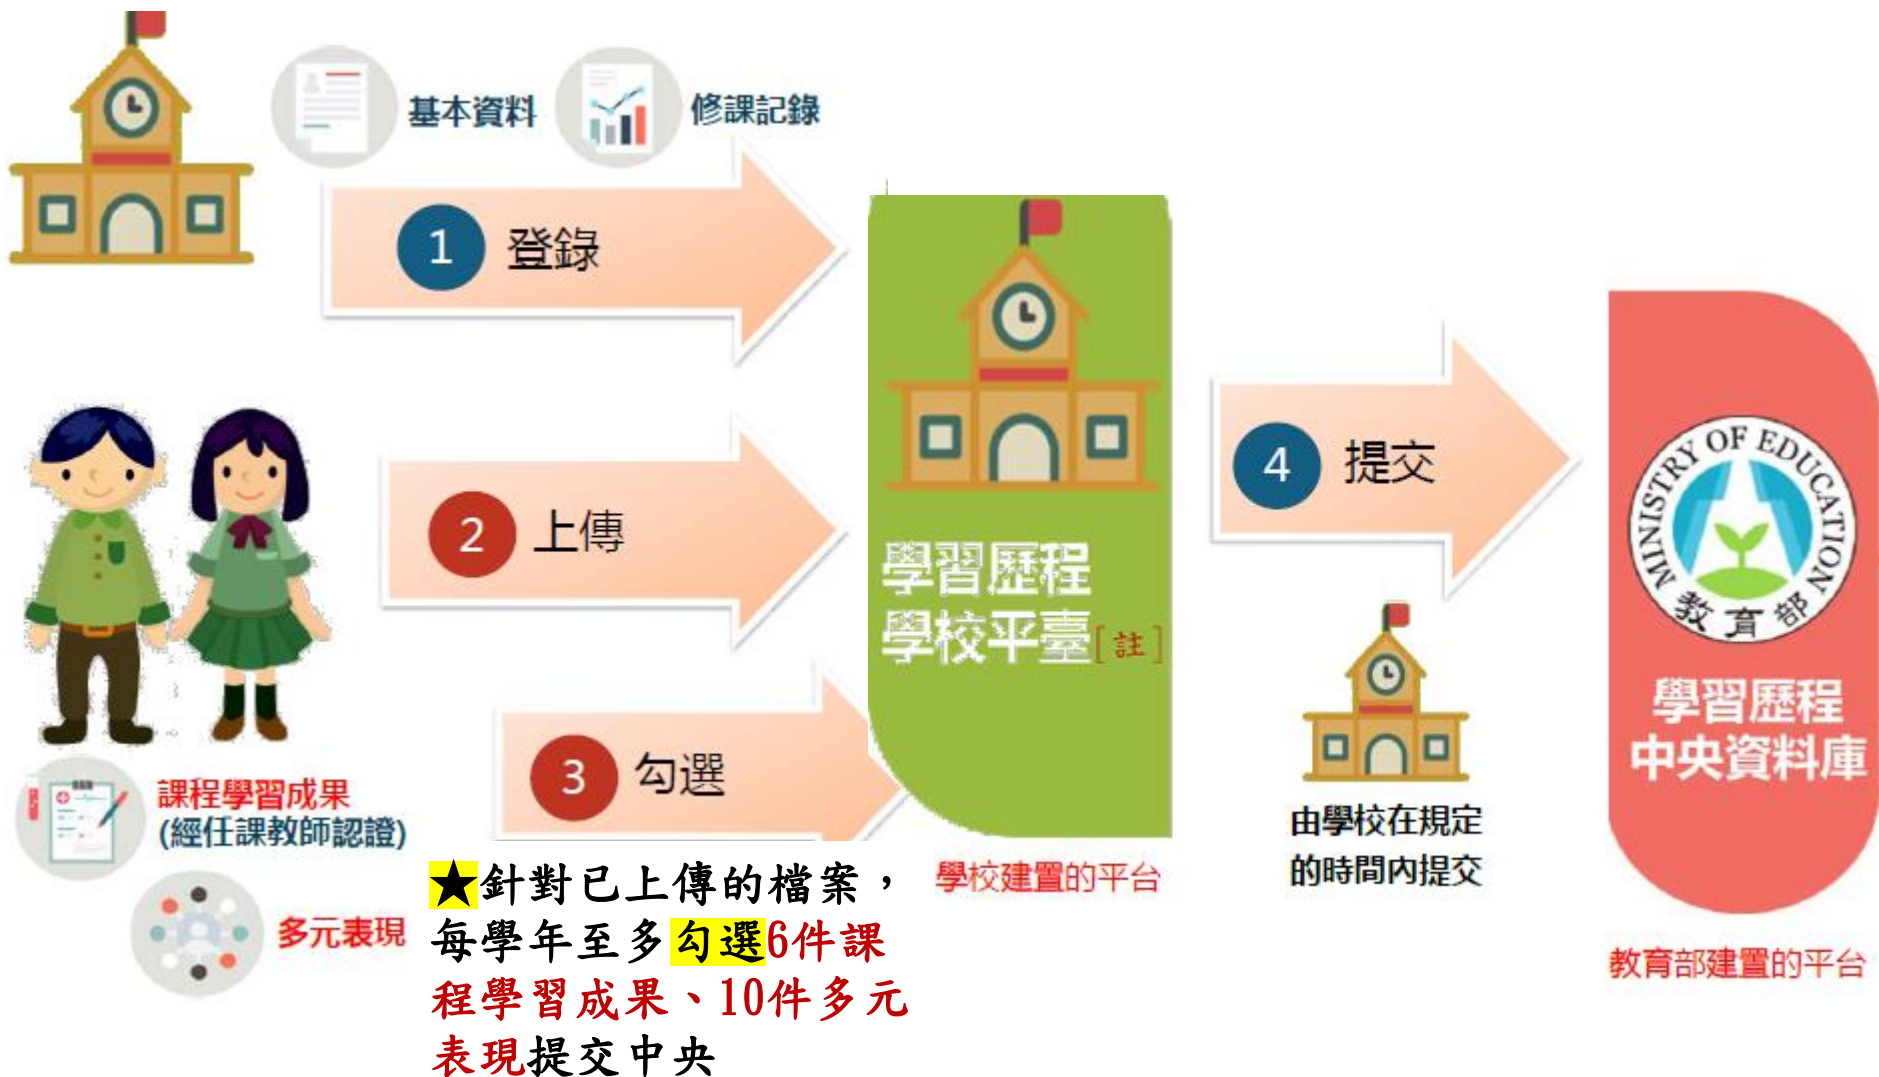 基本資料
修課記錄
1 登錄
2 上傳
3 勾選
課程學習成果
(經任課教師認證)
多元表現
★針對已上傳的檔案，
每學年至多勾選6件課
程學習成果、10件多元
表現提交中央
學習歷程
學校平臺[註]
學校建置的平台
4 提交
由學校在規定
的時間內提交
MINISTRY OF EDUCATION
教育部
學習歷程
中央資料庫
教育部建置的平台